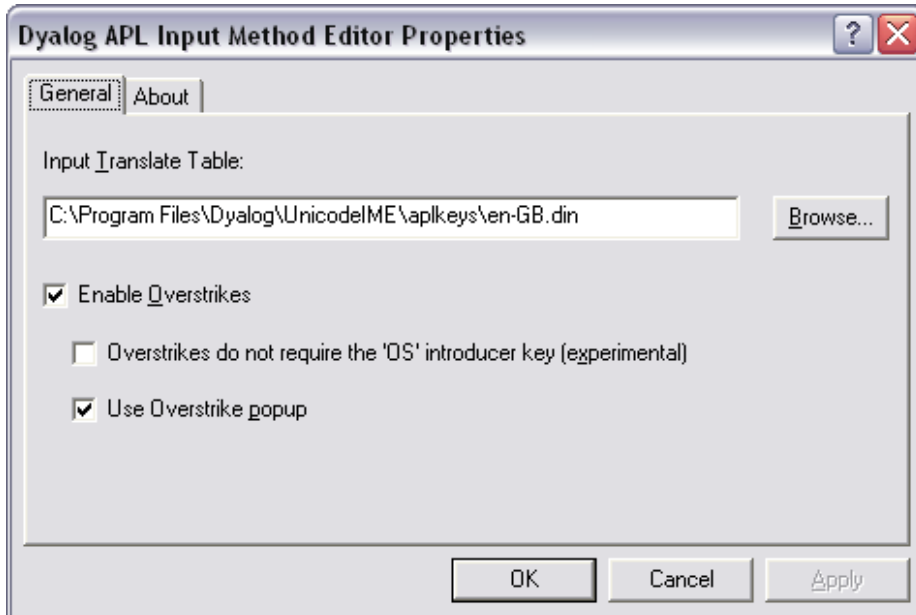 Dyalog APL Input Method Editor Properties ?
General About
Input Translate Table:
C:\Program Files\Dyalog\UnicodeIME\aplkeys\en-GB.din Browse...
Enable Overstrikes
Overstrikes do not require the 'OS' introducer key (experimental)
Use Overstrike popup
OK Cancel Apply